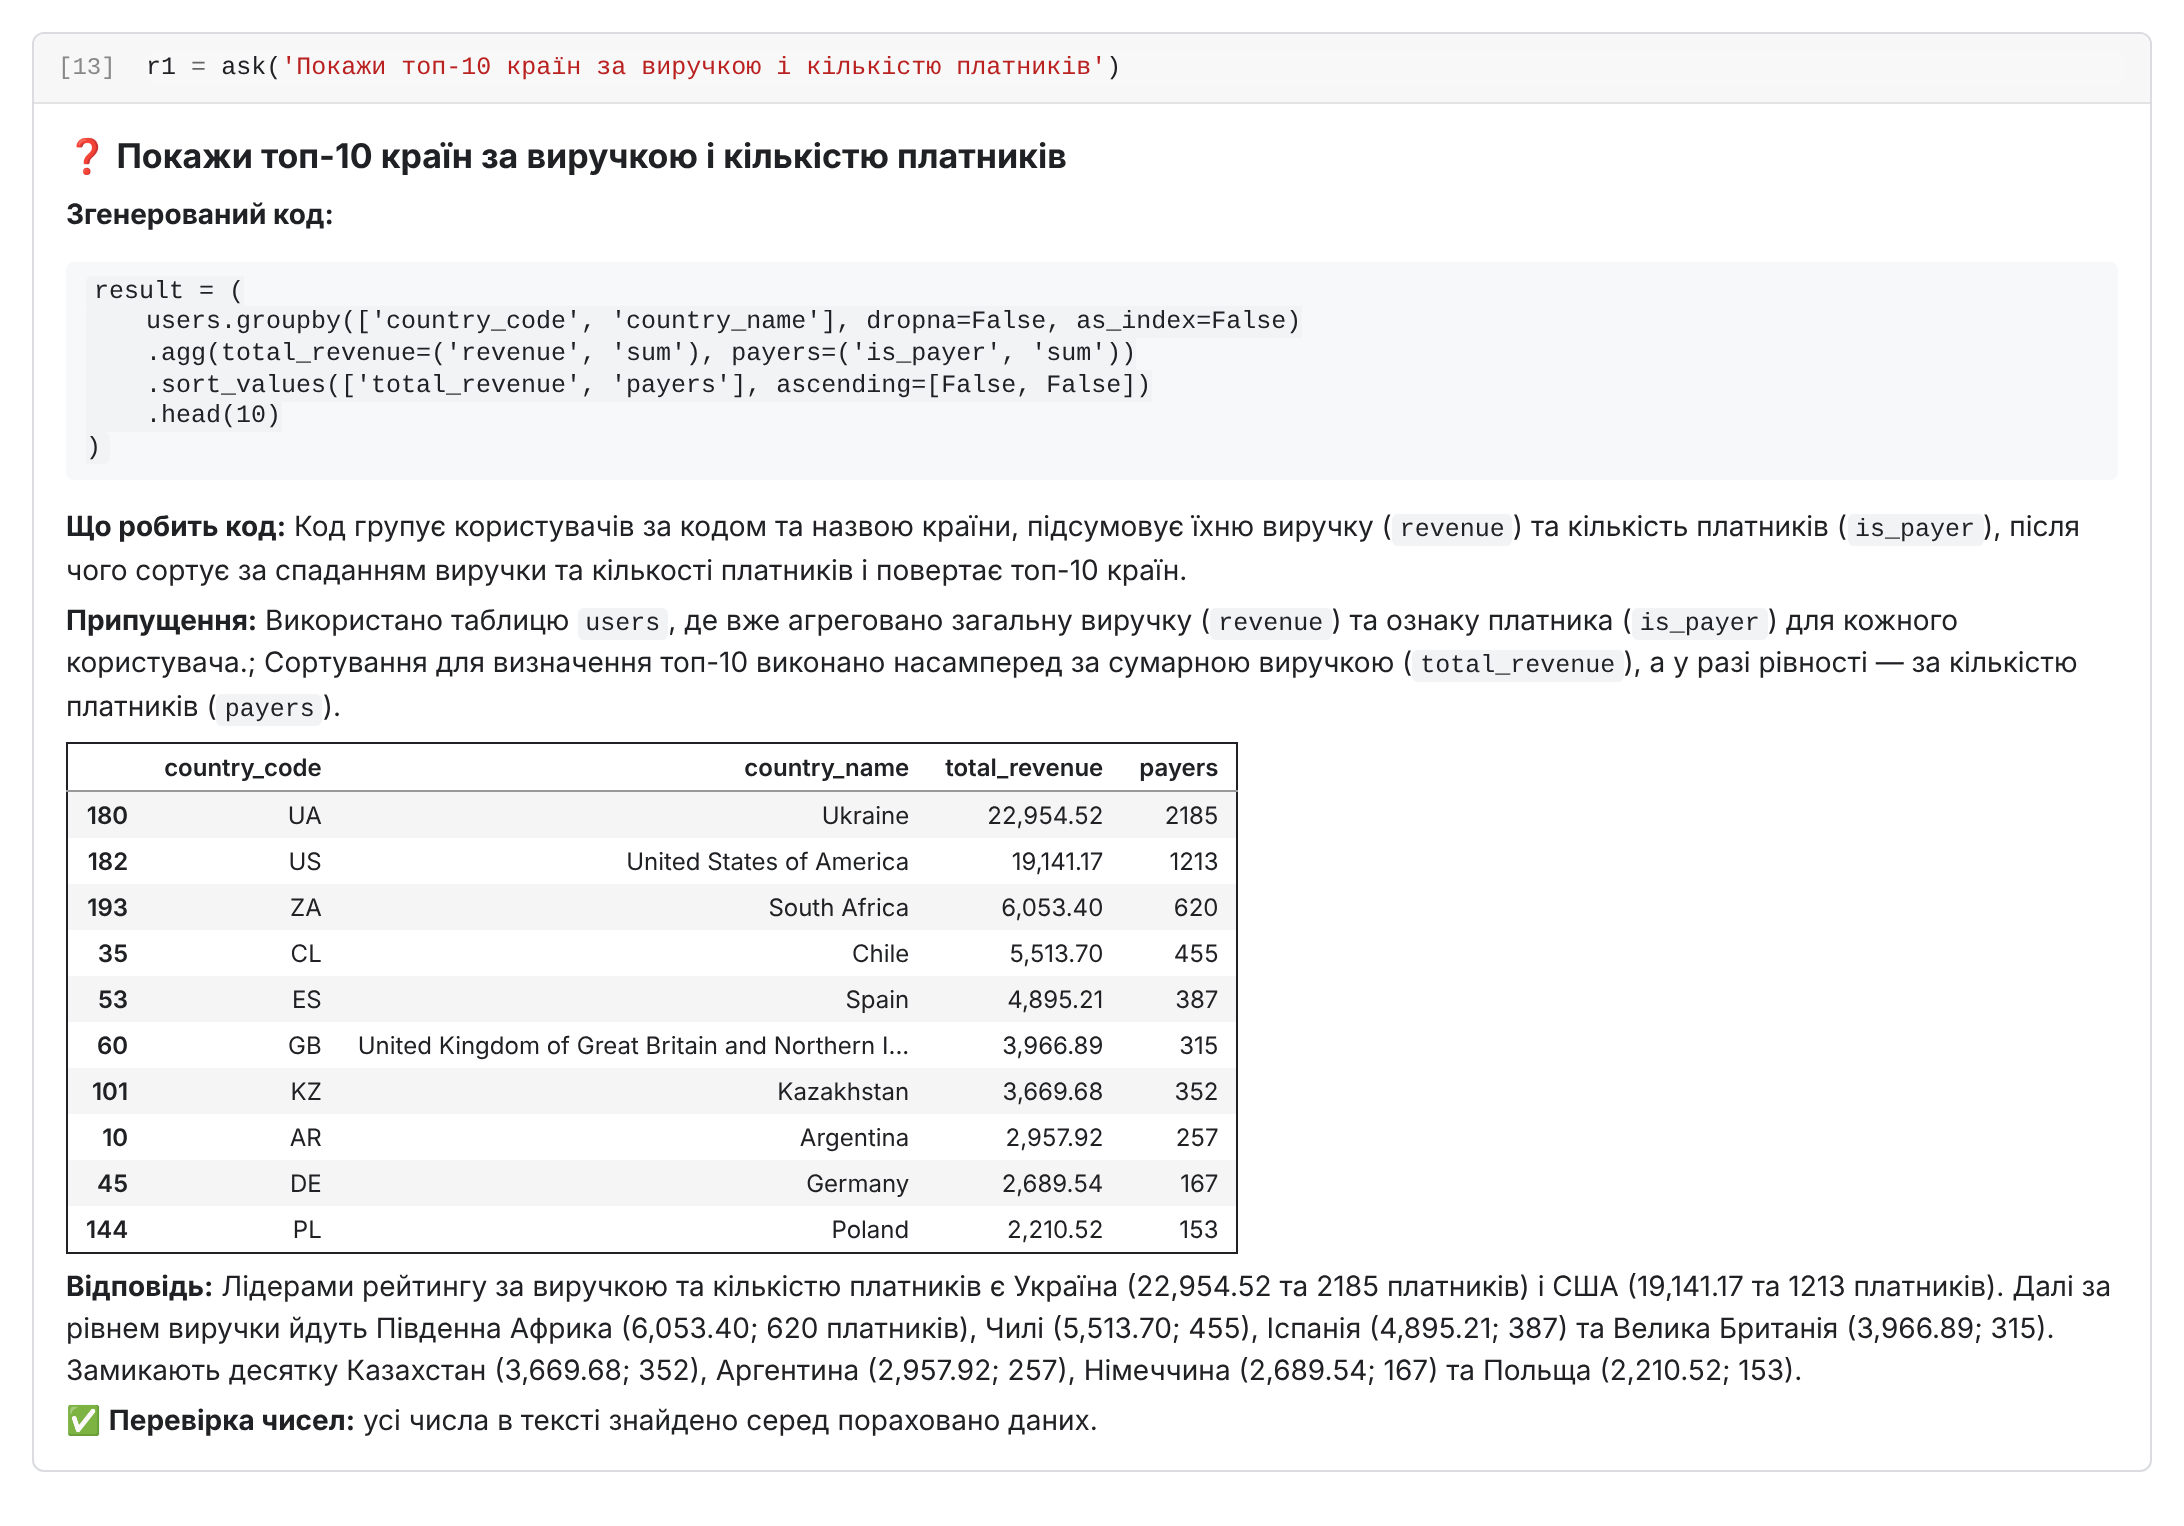 [13] r1 = ask('Покажи топ-10 країн за виручкою і кількістю платників')
❓ Покажи топ-10 країн за виручкою і кількістю платників
Згенерований код:
result = (
    users.groupby(['country_code', 'country_name'], dropna=False, as_index=False)
    .agg(total_revenue=('revenue', 'sum'), payers=('is_payer', 'sum'))
    .sort_values(['total_revenue', 'payers'], ascending=[False, False])
    .head(10)
)
Що робить код: Код групує користувачів за кодом та назвою країни, підсумовує їхню виручку (revenue) та кількість платників (is_payer), після
чого сортує за спаданням виручки та кількості платників і повертає топ-10 країн.
Припущення: Використано таблицю users, де вже агреговано загальну виручку (revenue) та ознаку платника (is_payer) для кожного
користувача.; Сортування для визначення топ-10 виконано насамперед за сумарною виручкою (total_revenue), а у разі рівності — за кількістю
платників (payers).
country_code country_name total_revenue payers
180 UA Ukraine 22,954.52 2185
182 US United States of America 19,141.17 1213
193 ZA South Africa 6,053.40 620
35 CL Chile 5,513.70 455
53 ES Spain 4,895.21 387
60 GB United Kingdom of Great Britain and Northern I... 3,966.89 315
101 KZ Kazakhstan 3,669.68 352
10 AR Argentina 2,957.92 257
45 DE Germany 2,689.54 167
144 PL Poland 2,210.52 153
Відповідь: Лідерами рейтингу за виручкою та кількістю платників є Україна (22,954.52 та 2185 платників) і США (19,141.17 та 1213 платників). Далі за
рівнем виручки йдуть Південна Африка (6,053.40; 620 платників), Чилі (5,513.70; 455), Іспанія (4,895.21; 387) та Велика Британія (3,966.89; 315).
Замикають десятку Казахстан (3,669.68; 352), Аргентина (2,957.92; 257), Німеччина (2,689.54; 167) та Польща (2,210.52; 153).
✅ Перевірка чисел: усі числа в тексті знайдено серед пораховано даних.